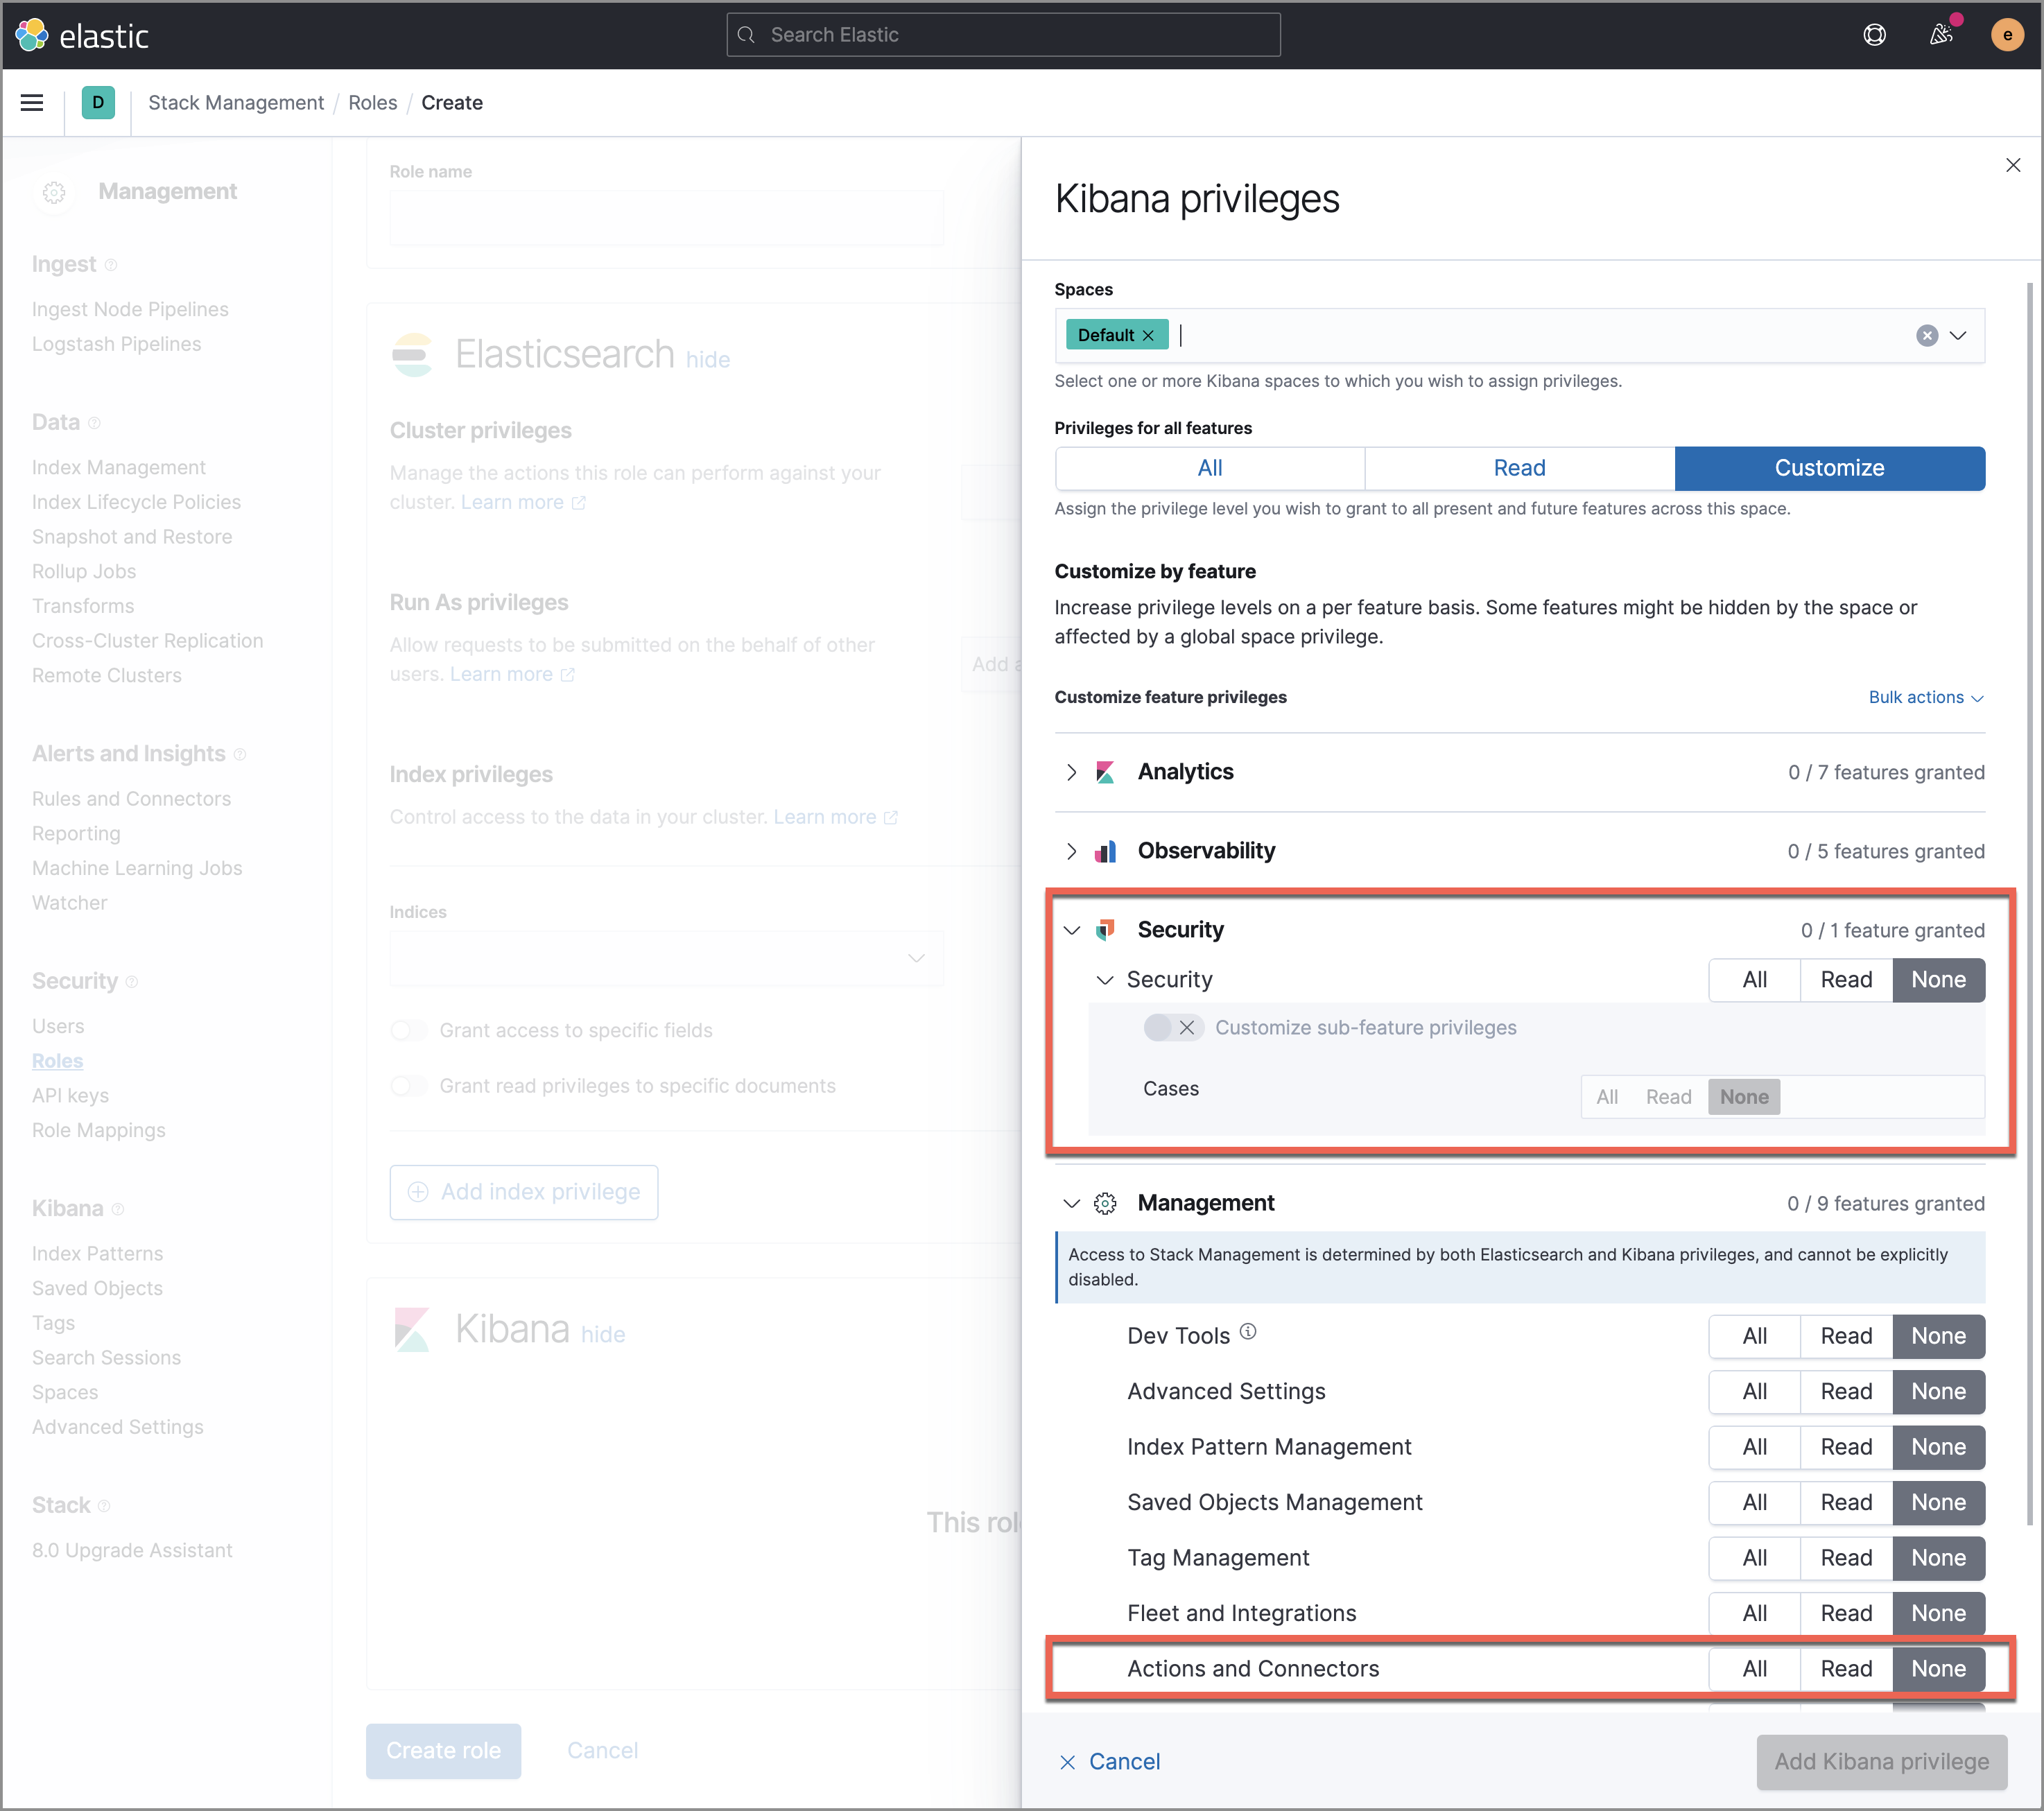 elastic
Search Elastic
e
D
Stack Management / Roles / Create
Management
Ingest
Ingest Node Pipelines
Logstash Pipelines
Data
Index Management
Index Lifecycle Policies
Snapshot and Restore
Rollup Jobs
Transforms
Cross-Cluster Replication
Remote Clusters
Alerts and Insights
Rules and Connectors
Reporting
Machine Learning Jobs
Watcher
Security
Users
Roles
API keys
Role Mappings
Kibana
Index Patterns
Saved Objects
Tags
Search Sessions
Spaces
Advanced Settings
Stack
8.0 Upgrade Assistant
Role name
Elasticsearch hide
Cluster privileges
Manage the actions this role can perform against your
cluster. Learn more
Run As privileges
Allow requests to be submitted on the behalf of other
users. Learn more
Add a
Index privileges
Control access to the data in your cluster. Learn more
Indices
Grant access to specific fields
Grant read privileges to specific documents
Add index privilege
Kibana hide
This rol
Create role
Cancel
Kibana privileges
Spaces
Default
Select one or more Kibana spaces to which you wish to assign privileges.
Privileges for all features
All Read Customize
Assign the privilege level you wish to grant to all present and future features across this space.
Customize by feature
Increase privilege levels on a per feature basis. Some features might be hidden by the space or
affected by a global space privilege.
Customize feature privileges
Bulk actions
Analytics 0 / 7 features granted
Observability 0 / 5 features granted
Security 0 / 1 feature granted
Security All Read None
Customize sub-feature privileges
Cases All Read None
Management 0 / 9 features granted
Access to Stack Management is determined by both Elasticsearch and Kibana privileges, and cannot be explicitly
disabled.
Dev Tools All Read None
Advanced Settings All Read None
Index Pattern Management All Read None
Saved Objects Management All Read None
Tag Management All Read None
Fleet and Integrations All Read None
Actions and Connectors All Read None
Cancel
Add Kibana privilege